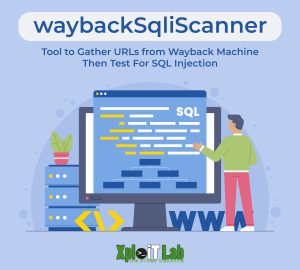 waybackSqliScanner
Tool to Gather URLs from Wayback Machine
Then Test For SQL Injection
SQL
WWW
XploiT Lab